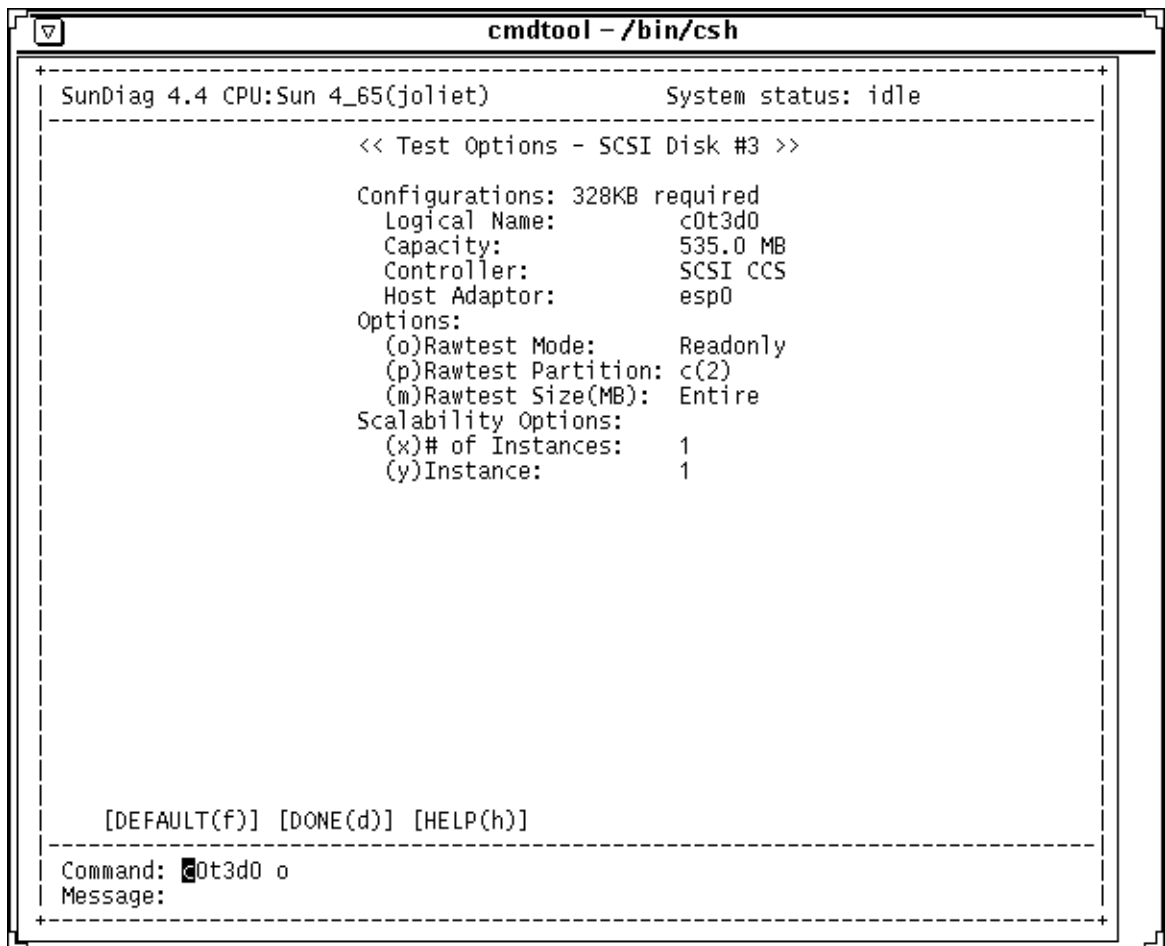 cmdtool – /bin/csh
SunDiag 4.4 CPU:Sun 4_65(joliet) System status: idle
<< Test Options - SCSI Disk #3 >>
Configurations: 328KB required
Logical Name: c0t3d0
Capacity: 535.0 MB
Controller: SCSI CCS
Host Adaptor: esp0
Options:
(o)Rawtest Mode: Readonly
(p)Rawtest Partition: c(2)
(m)Rawtest Size(MB): Entire
Scalability Options:
(x)# of Instances: 1
(y)Instance: 1
[DEFAULT(f)] [DONE(d)] [HELP(h)]
Command: c0t3d0 o
Message: